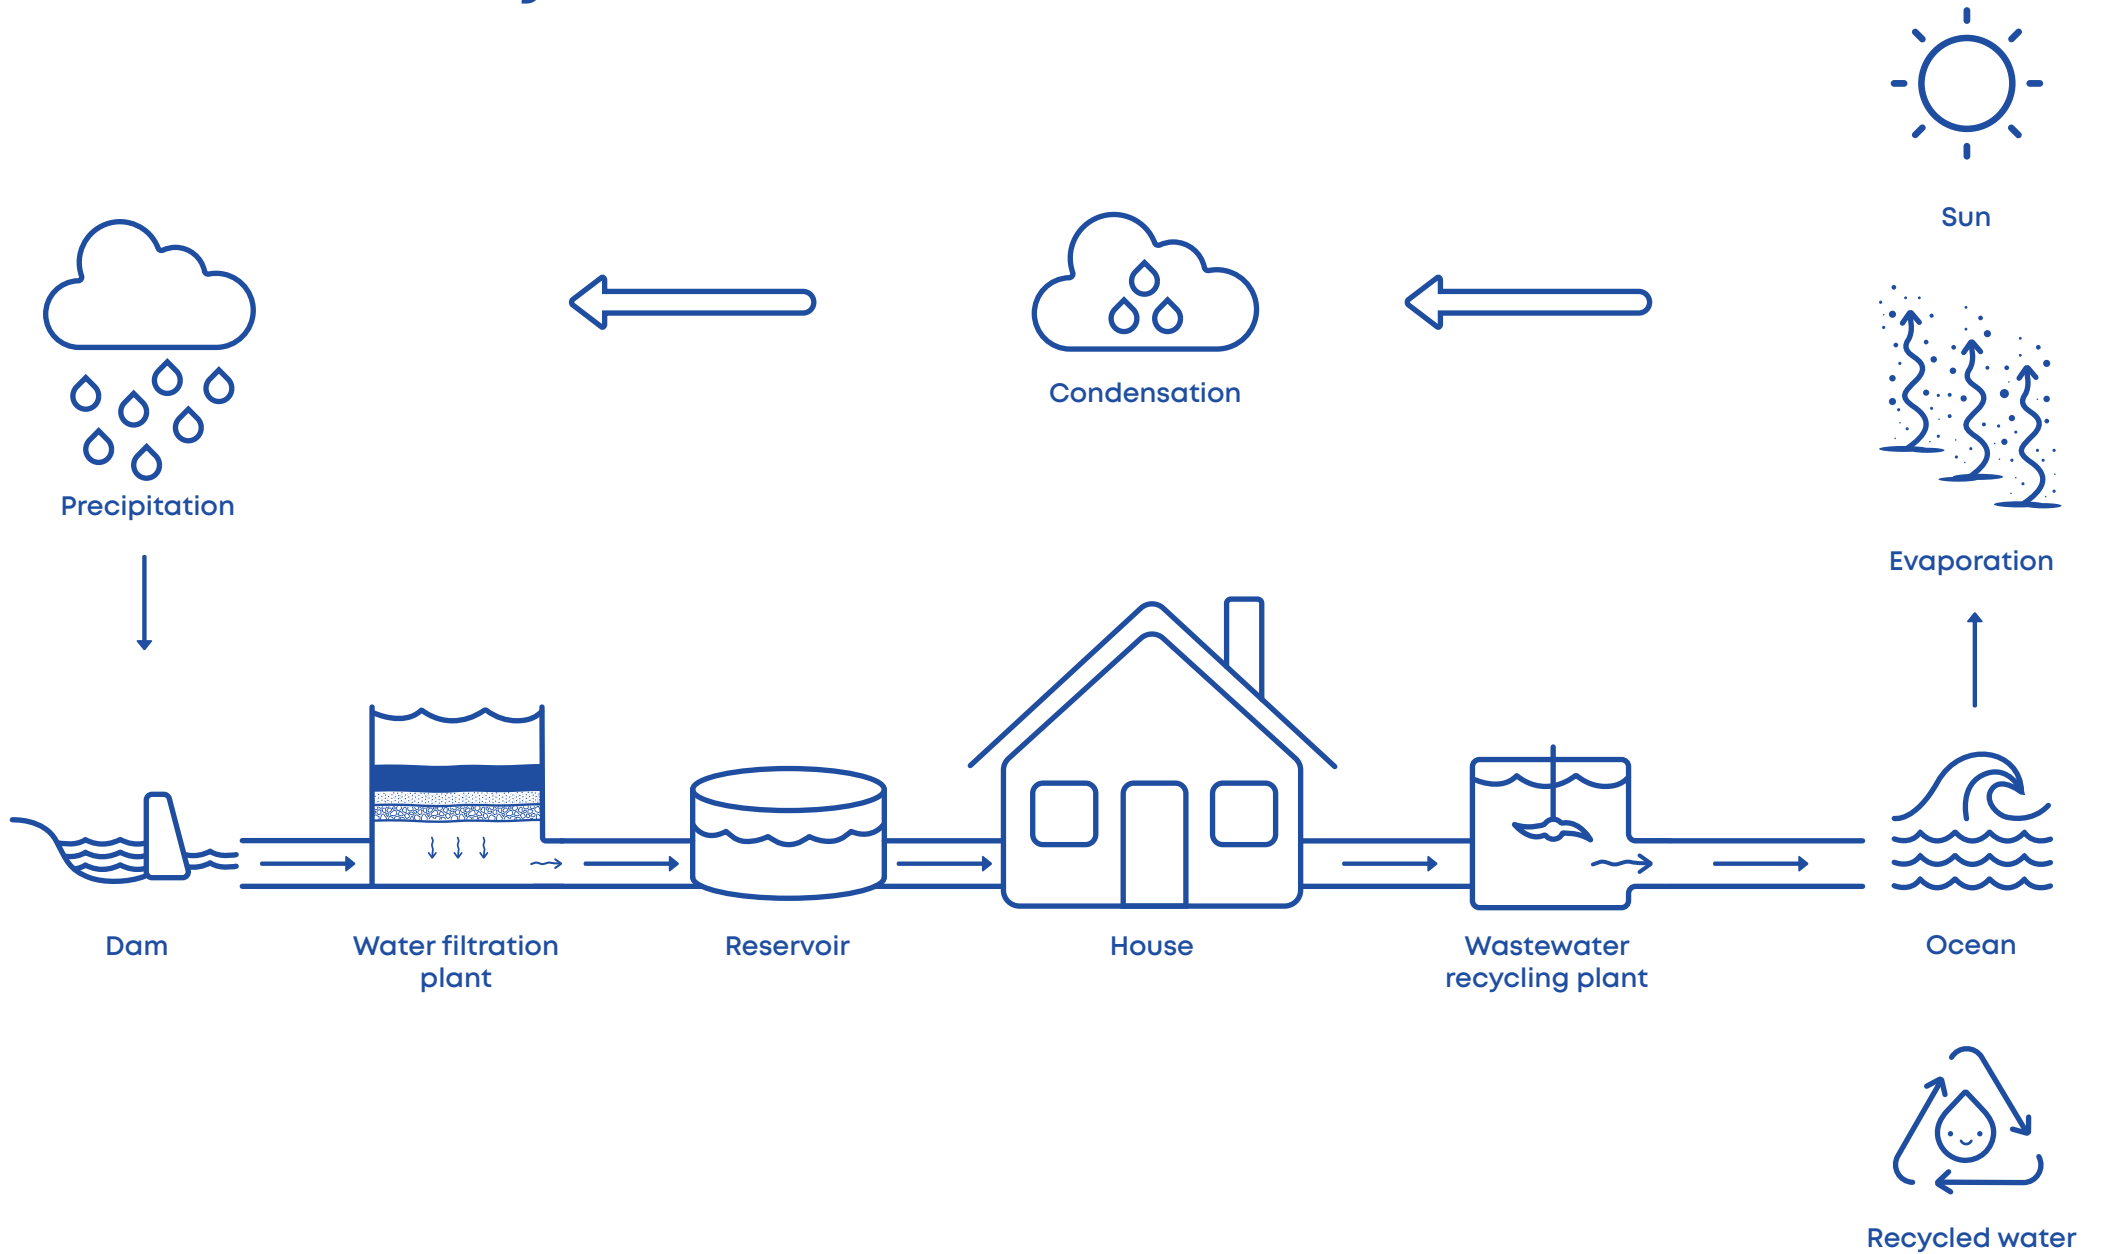 Sun
Condensation
Precipitation
Evaporation
Dam
Water filtration
plant
Reservoir
House
Wastewater
recycling plant
Ocean
Recycled water